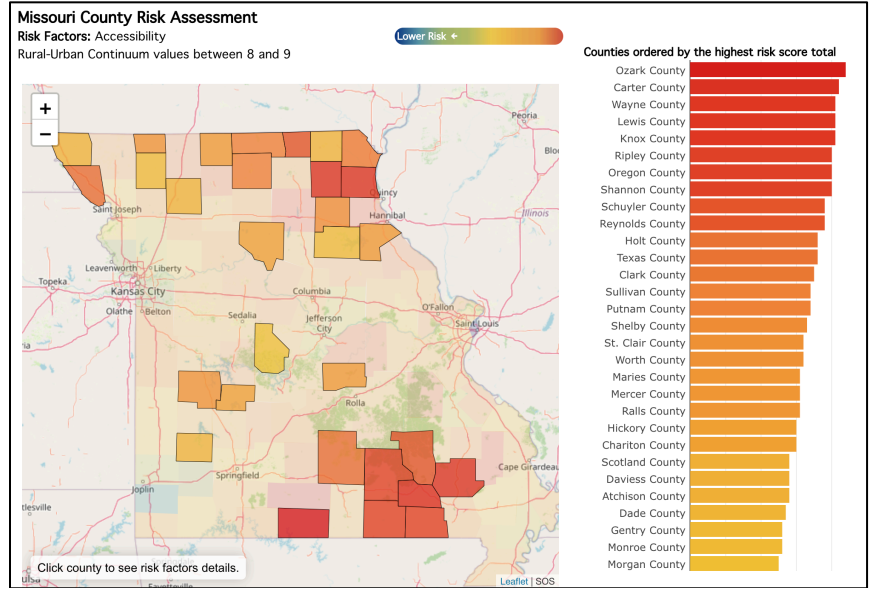 Missouri County Risk Assessment
Risk Factors: Accessibility
Rural-Urban Continuum values between 8 and 9
Lower Risk ←
+
−
Peoria
Saint Joseph
Quincy
Hannibal
Illinois
Leavenworth
Liberty
Kansas City
Topeka
Olathe
Belton
Columbia
Sedalia
Jefferson
City
O'Fallon
Saint Louis
Rolla
Springfield
Joplin
Cape Girardeau
Click county to see risk factors details.
Leaflet | SOS
Counties ordered by the highest risk score total
Ozark County
Carter County
Wayne County
Lewis County
Knox County
Ripley County
Oregon County
Shannon County
Schuyler County
Reynolds County
Holt County
Texas County
Clark County
Sullivan County
Putnam County
Shelby County
St. Clair County
Worth County
Maries County
Mercer County
Ralls County
Hickory County
Chariton County
Scotland County
Daviess County
Atchison County
Dade County
Gentry County
Monroe County
Morgan County